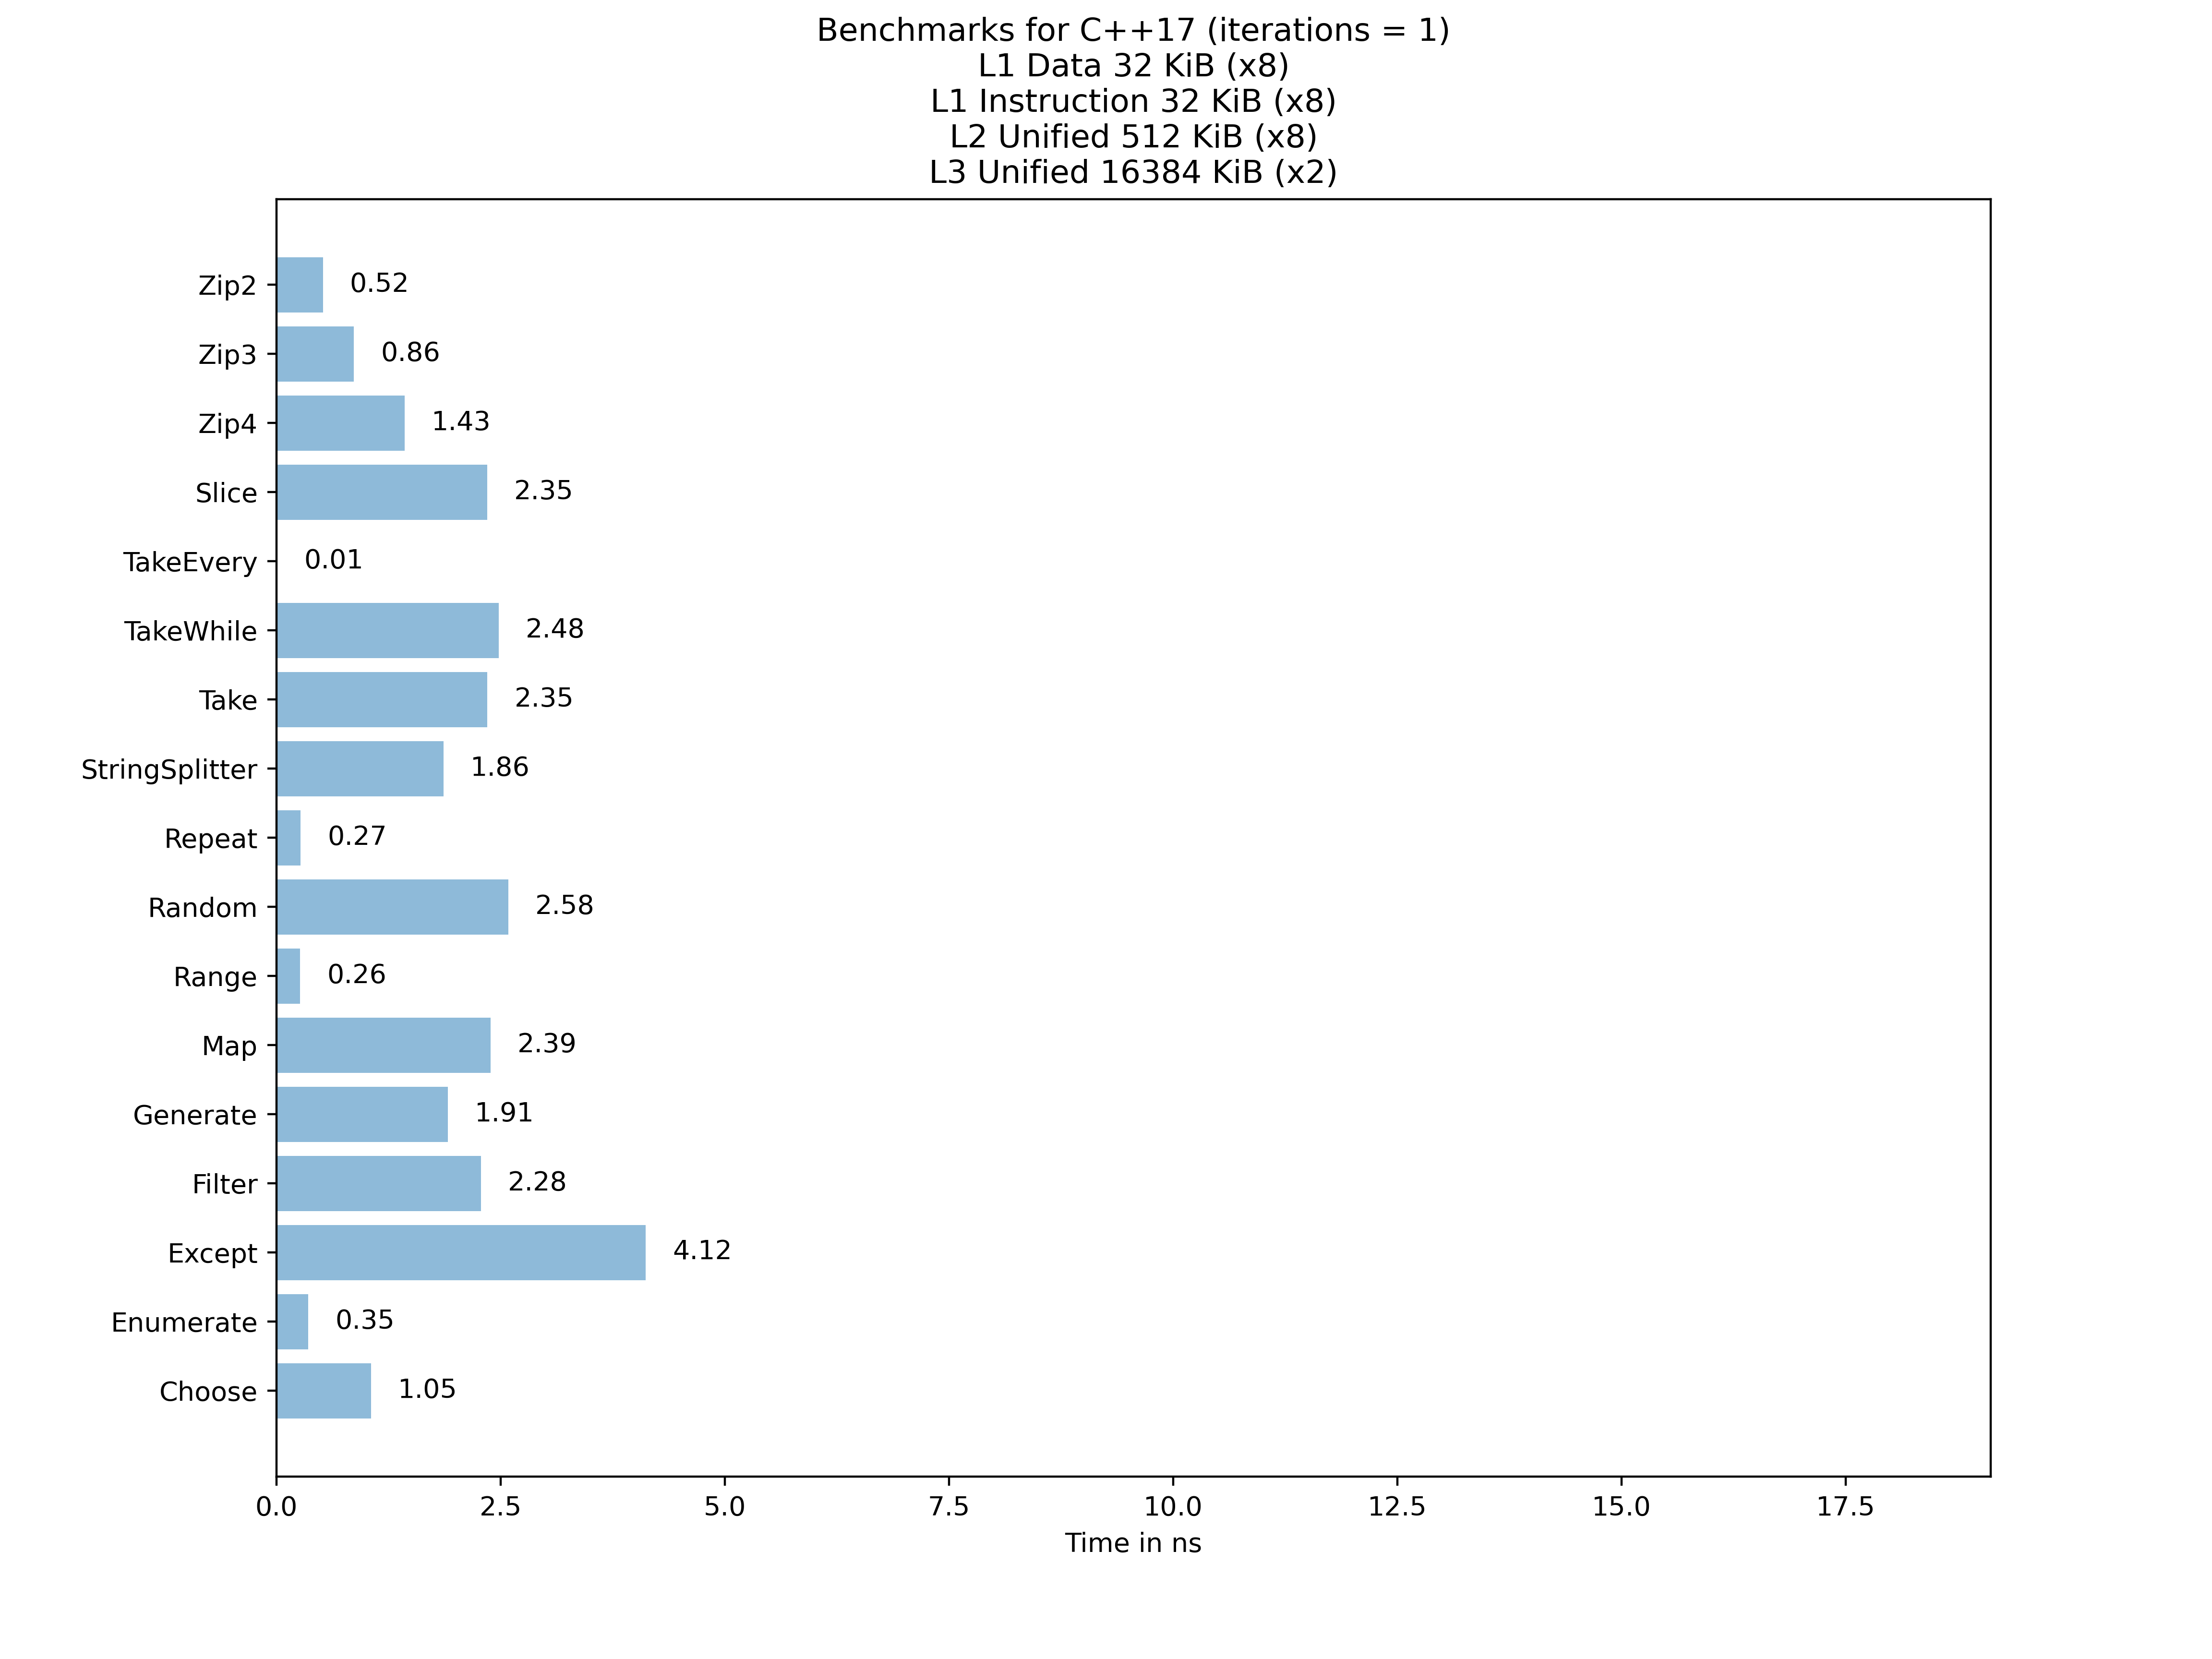 Benchmarks for C++17 (iterations = 1)
L1 Data 32 KiB (x8)
L1 Instruction 32 KiB (x8)
L2 Unified 512 KiB (x8)
L3 Unified 16384 KiB (x2)
Zip2 0.52
Zip3 0.86
Zip4 1.43
Slice 2.35
TakeEvery 0.01
TakeWhile 2.48
Take 2.35
StringSplitter 1.86
Repeat 0.27
Random 2.58
Range 0.26
Map 2.39
Generate 1.91
Filter 2.28
Except 4.12
Enumerate 0.35
Choose 1.05
0.0 2.5 5.0 7.5 10.0 12.5 15.0 17.5
Time in ns